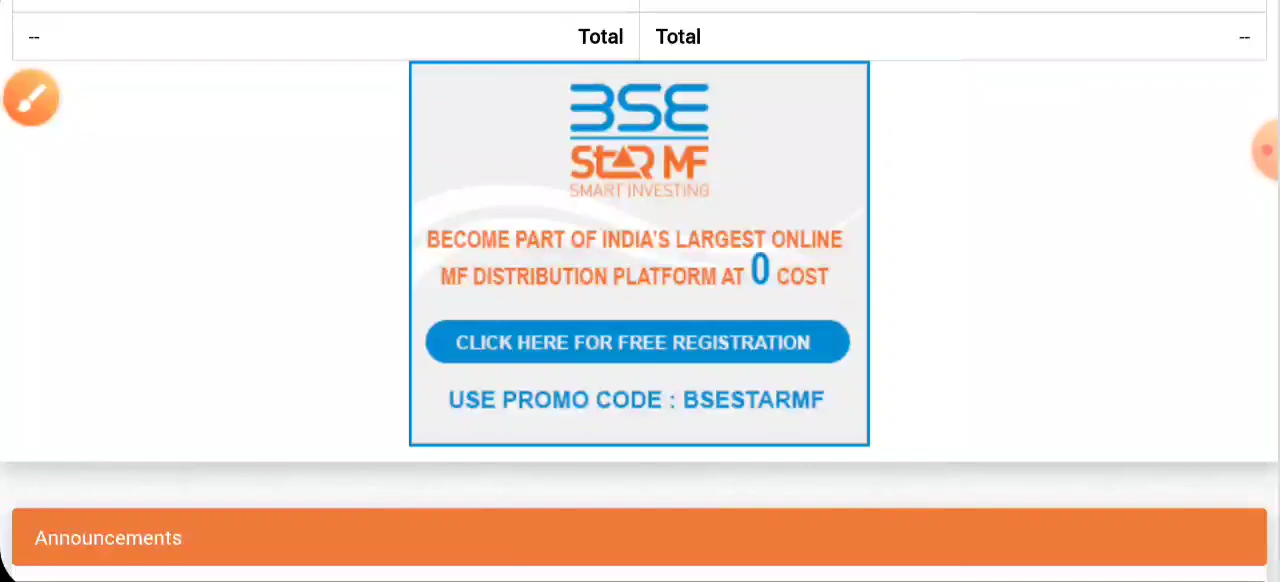 -- Total Total --
BSE
StAR MF
SMART INVESTING
BECOME PART OF INDIA'S LARGEST ONLINE
MF DISTRIBUTION PLATFORM AT 0 COST
CLICK HERE FOR FREE REGISTRATION
USE PROMO CODE : BSESTARMF
Announcements